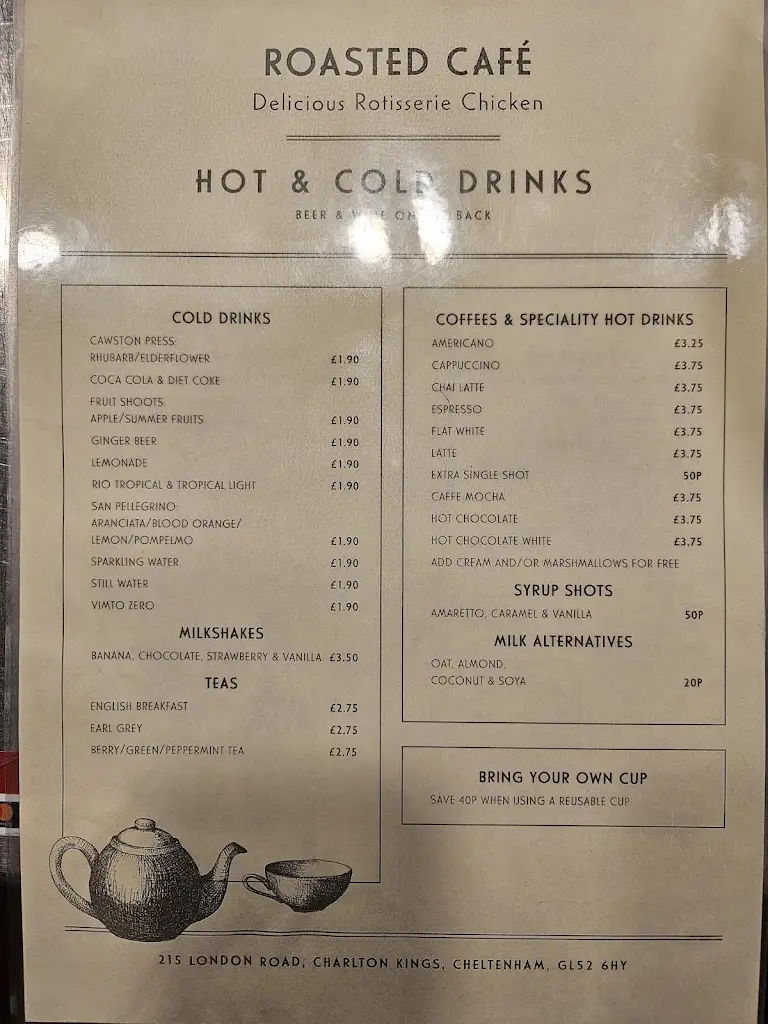 ROASTED CAFÉ
Delicious Rotisserie Chicken
HOT & COLD DRINKS
BEER & WINE ON BACK
COLD DRINKS
CAWSTON PRESS:
RHUBARB/ELDERFLOWER £1.90
COCA COLA & DIET COKE £1.90
FRUIT SHOOTS:
APPLE/SUMMER FRUITS £1.90
GINGER BEER £1.90
LEMONADE £1.90
RIO TROPICAL & TROPICAL LIGHT £1.90
SAN PELLEGRINO:
ARANCIATA/BLOOD ORANGE/
LEMON/POMPELMO £1.90
SPARKLING WATER £1.90
STILL WATER £1.90
VIMTO ZERO £1.90
MILKSHAKES
BANANA, CHOCOLATE, STRAWBERRY & VANILLA £3.50
TEAS
ENGLISH BREAKFAST £2.75
EARL GREY £2.75
BERRY/GREEN/PEPPERMINT TEA £2.75
COFFEES & SPECIALITY HOT DRINKS
AMERICANO £3.25
CAPPUCCINO £3.75
CHAI LATTE £3.75
ESPRESSO £3.75
FLAT WHITE £3.75
LATTE £3.75
EXTRA SINGLE SHOT 50P
CAFFE MOCHA £3.75
HOT CHOCOLATE £3.75
HOT CHOCOLATE WHITE £3.75
ADD CREAM AND/OR MARSHMALLOWS FOR FREE
SYRUP SHOTS
AMARETTO, CARAMEL & VANILLA 50P
MILK ALTERNATIVES
OAT, ALMOND,
COCONUT & SOYA 20P
BRING YOUR OWN CUP
SAVE 40P WHEN USING A REUSABLE CUP
215 LONDON ROAD, CHARLTON KINGS, CHELTENHAM, GL52 6HY